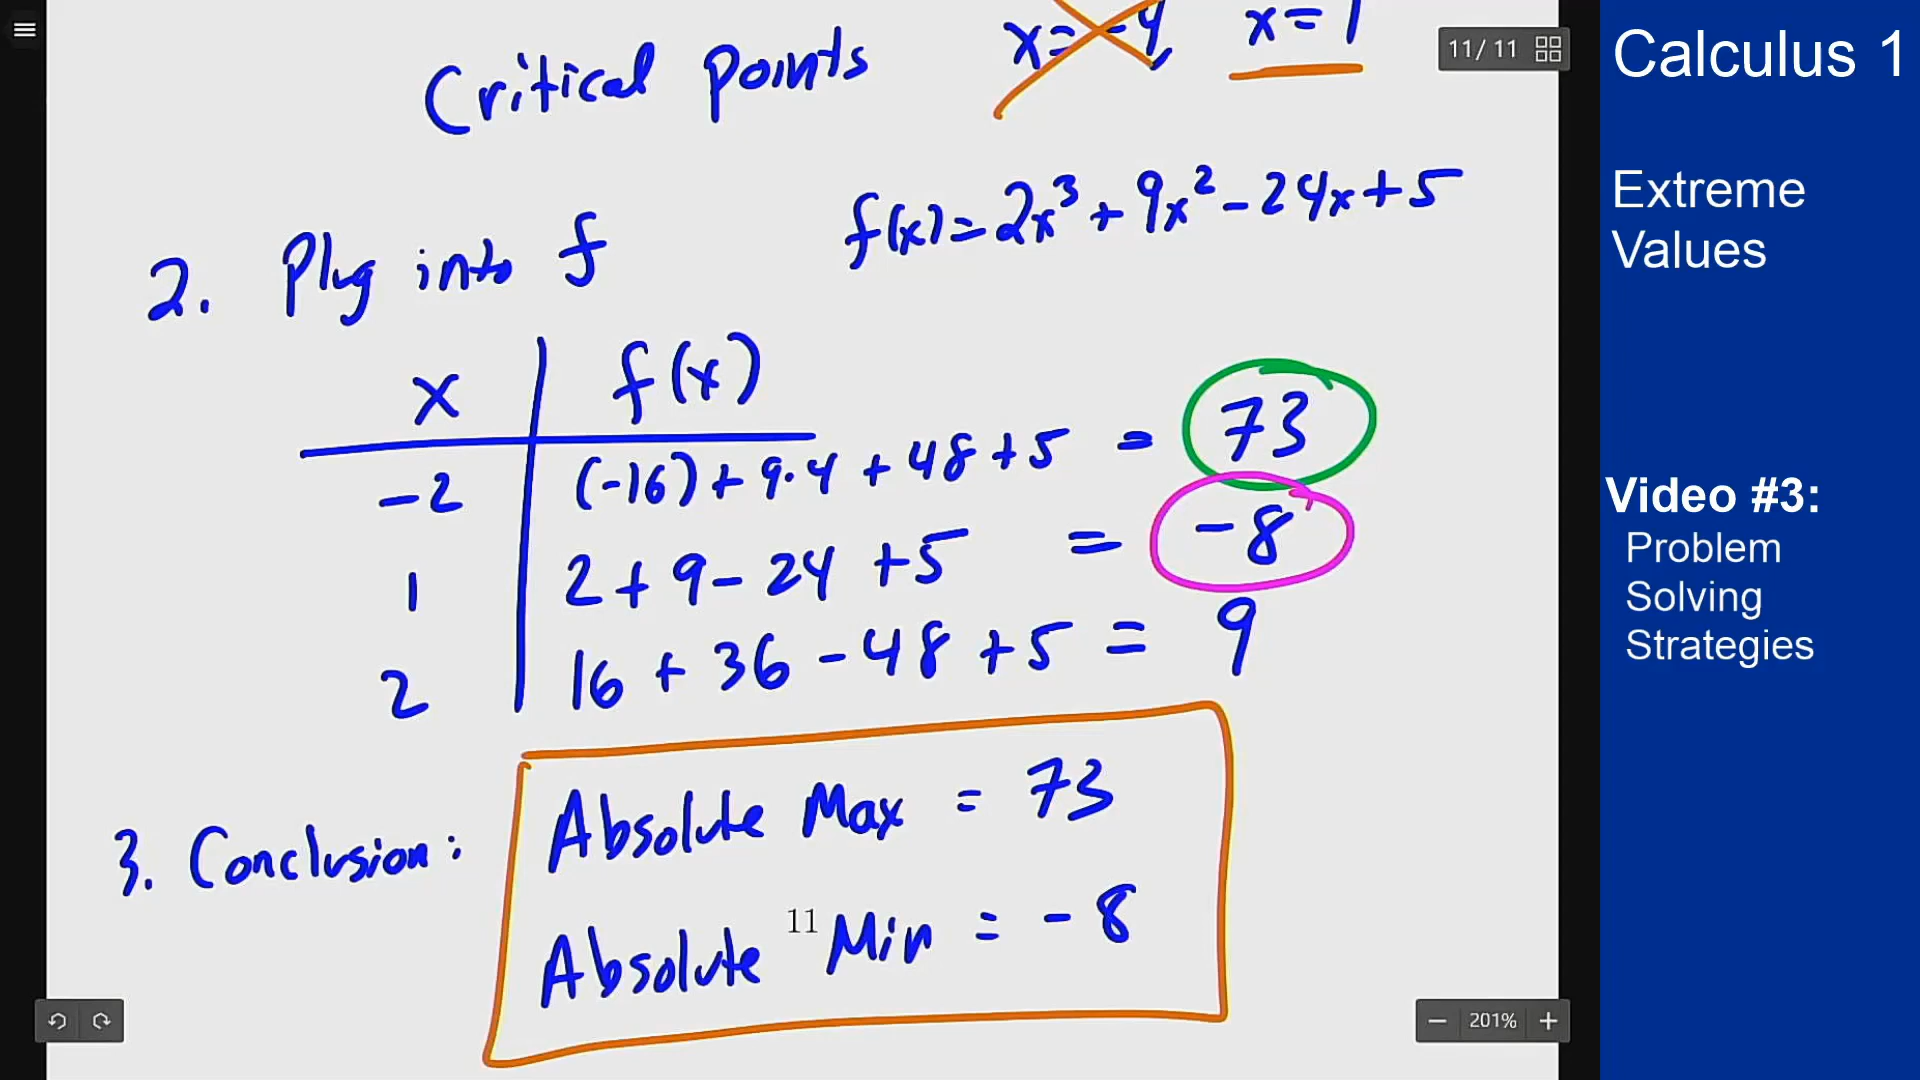 Critical points x=-4, x=1
11/11
f(x)=2x³+9x²-24x+5
2. Plug into f
x f(x)
-2 (-16)+9·4+48+5 = 73
1 2+9-24+5 = -8
2 16+36-48+5 = 9
3. Conclusion:
Absolute Max = 73
Absolute Min = -8
11
201%
Calculus 1
Extreme
Values
Video #3:
Problem
Solving
Strategies